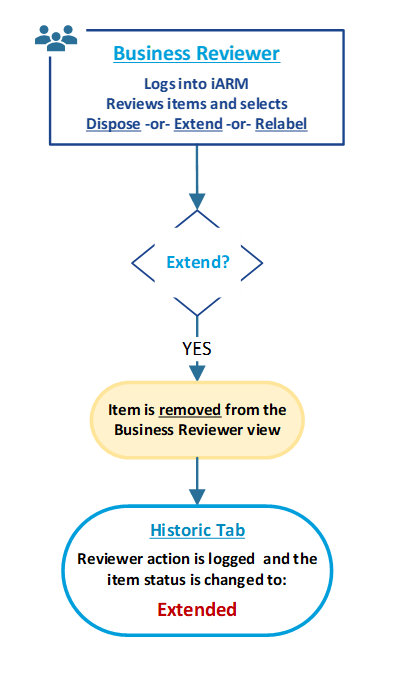 Business Reviewer
Logs into iARM
Reviews items and selects
Dispose -or- Extend -or- Relabel
Extend?
YES
Item is removed from the
Business Reviewer view
Historic Tab
Reviewer action is logged  and the
item status is changed to:
Extended